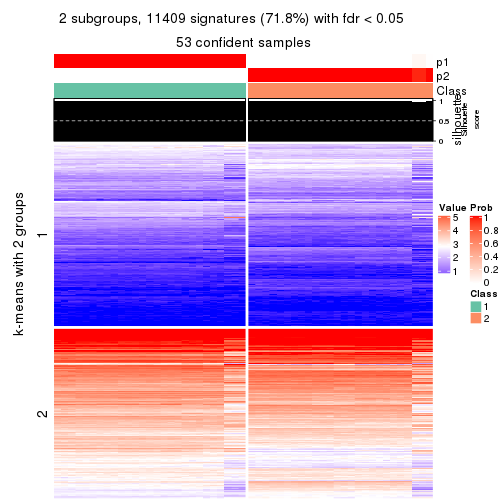 2 subgroups, 11409 signatures (71.8%) with fdr < 0.05
53 confident samples
p1
p2
Class
1
0.5
0
silhouette
Silhouette
score
k-means with 2 groups
1
2
Value
5
4
3
2
1
Prob
1
0.8
0.6
0.4
0.2
0
Class
1
2